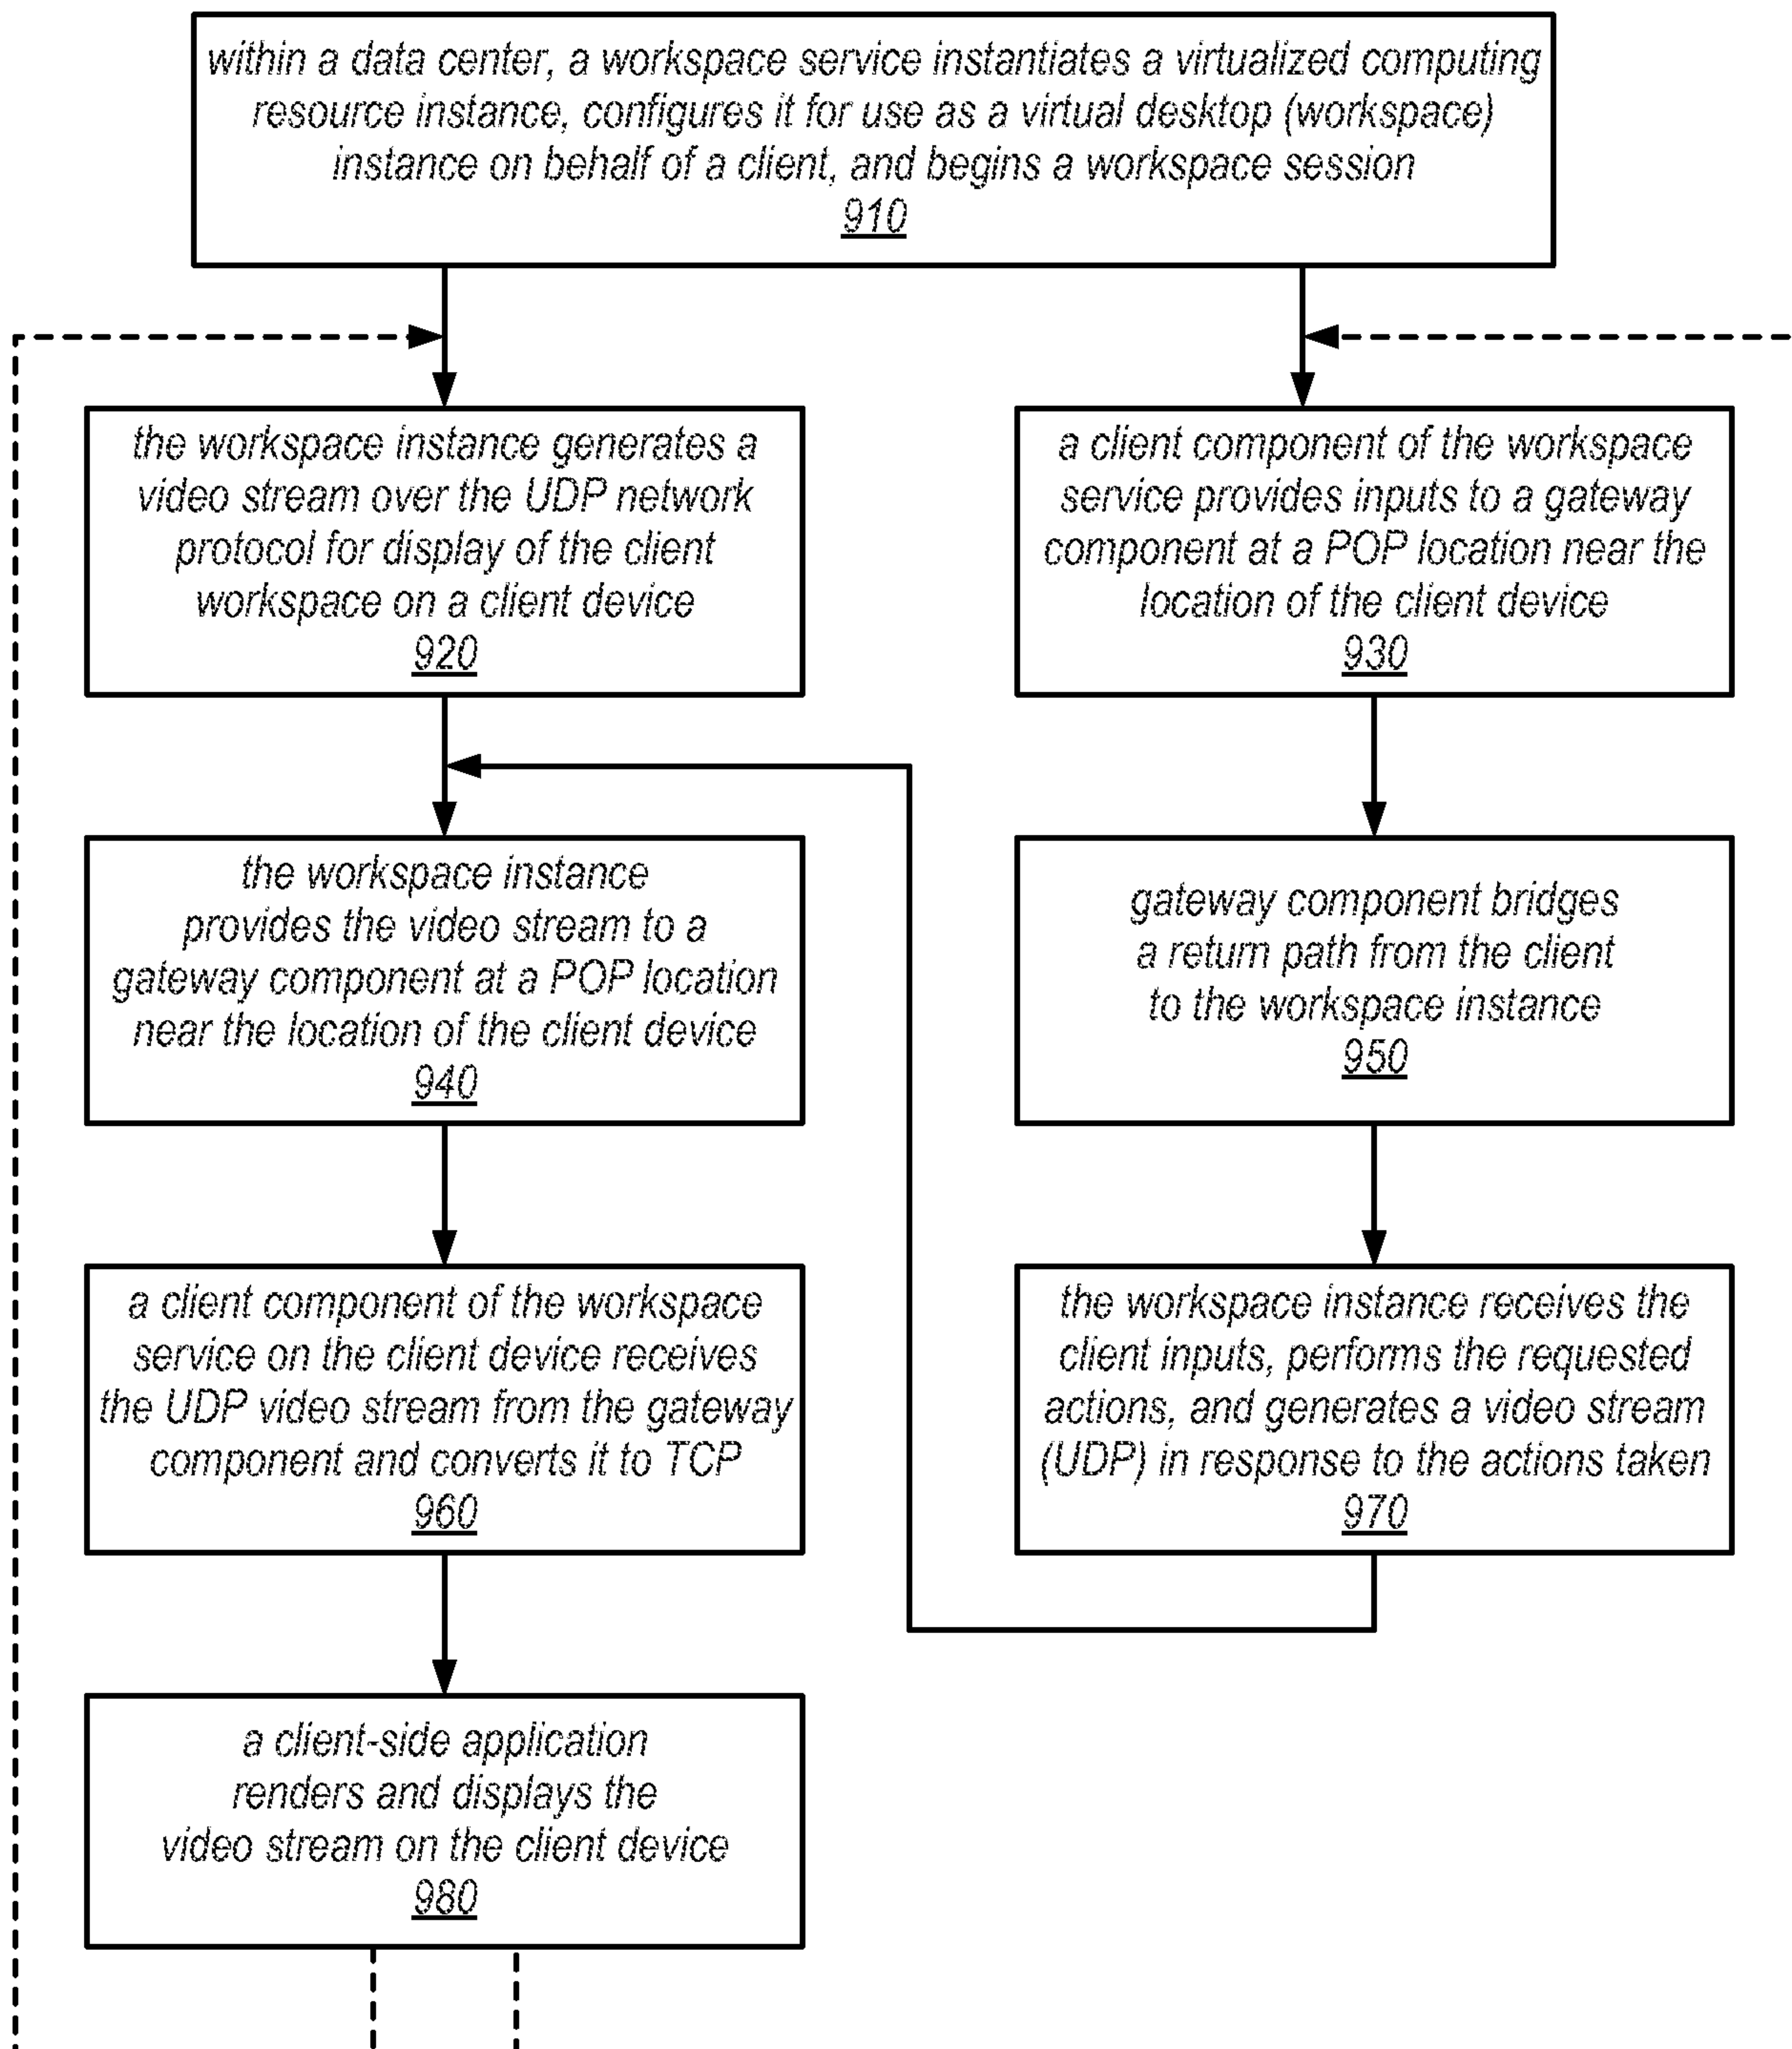 within a data center, a workspace service instantiates a virtualized computing
resource instance, configures it for use as a virtual desktop (workspace)
instance on behalf of a client, and begins a workspace session
910
the workspace instance generates a
video stream over the UDP network
protocol for display of the client
workspace on a client device
920
a client component of the workspace
service provides inputs to a gateway
component at a POP location near the
location of the client device
930
the workspace instance
provides the video stream to a
gateway component at a POP location
near the location of the client device
940
gateway component bridges
a return path from the client
to the workspace instance
950
a client component of the workspace
service on the client device receives
the UDP video stream from the gateway
component and converts it to TCP
960
the workspace instance receives the
client inputs, performs the requested
actions, and generates a video stream
(UDP) in response to the actions taken
970
a client-side application
renders and displays the
video stream on the client device
980